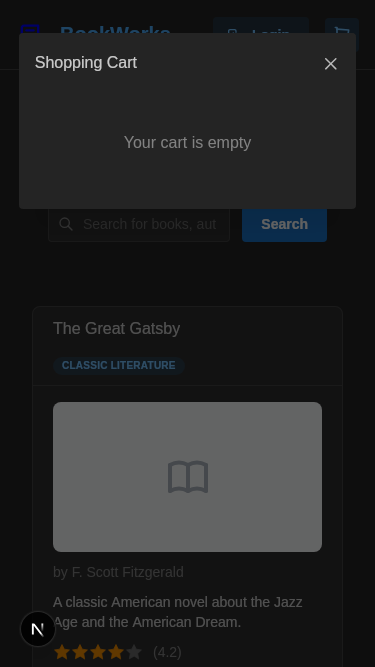 BookWorks
Login
Shopping Cart
Your cart is empty
Search for books, aut
Search
The Great Gatsby
CLASSIC LITERATURE
by F. Scott Fitzgerald
A classic American novel about the Jazz
Age and the American Dream.
(4.2)
N